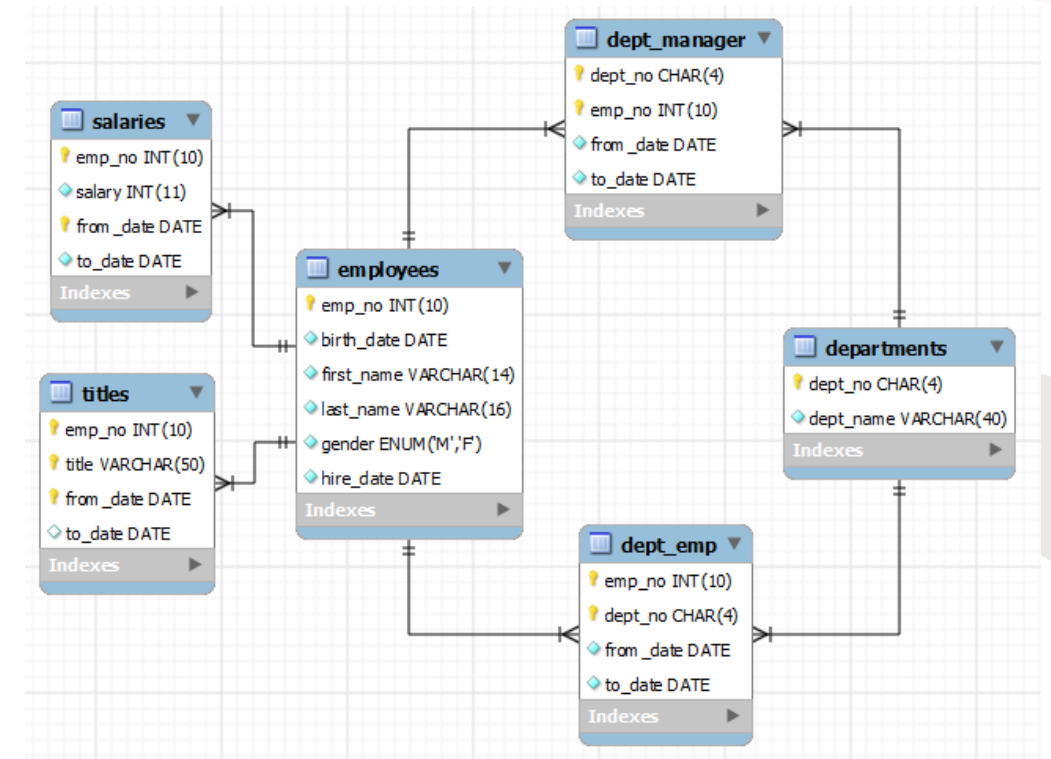 dept_manager
dept_no CHAR(4)
emp_no INT(10)
from_date DATE
to_date DATE
Indexes
salaries
emp_no INT(10)
salary INT(11)
from_date DATE
to_date DATE
Indexes
employees
emp_no INT(10)
birth_date DATE
first_name VARCHAR(14)
last_name VARCHAR(16)
gender ENUM('M','F')
hire_date DATE
Indexes
departments
dept_no CHAR(4)
dept_name VARCHAR(40)
Indexes
titles
emp_no INT(10)
title VARCHAR(50)
from_date DATE
to_date DATE
Indexes
dept_emp
emp_no INT(10)
dept_no CHAR(4)
from_date DATE
to_date DATE
Indexes